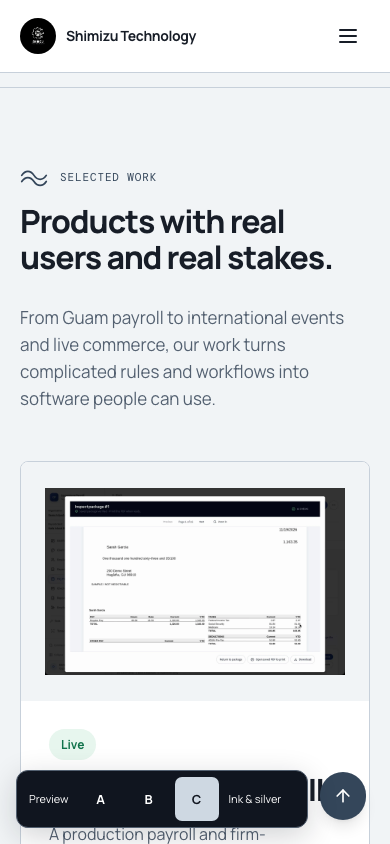 Shimizu Technology
SELECTED WORK
Products with real
users and real stakes.
From Guam payroll to international events
and live commerce, our work turns
complicated rules and workflows into
software people can use.
Live
Preview A B C Ink & silver
A production payroll and firm-